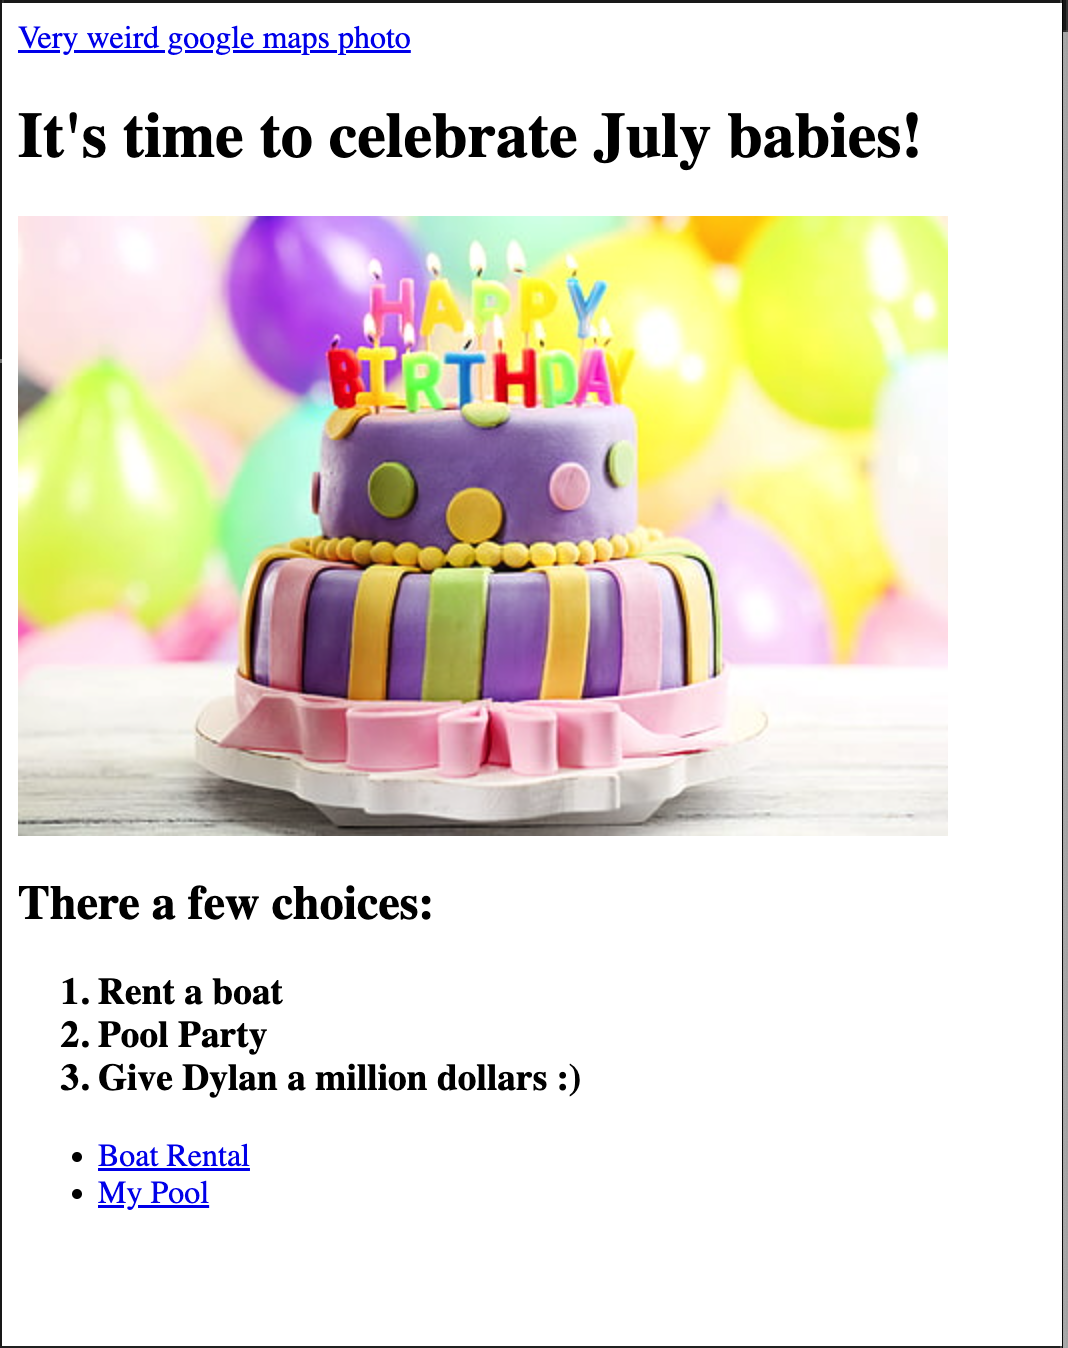 Very weird google maps photo
It's time to celebrate July babies!
HAPPY
BIRTHDAY
There a few choices:
1. Rent a boat
2. Pool Party
3. Give Dylan a million dollars :)
• Boat Rental
• My Pool